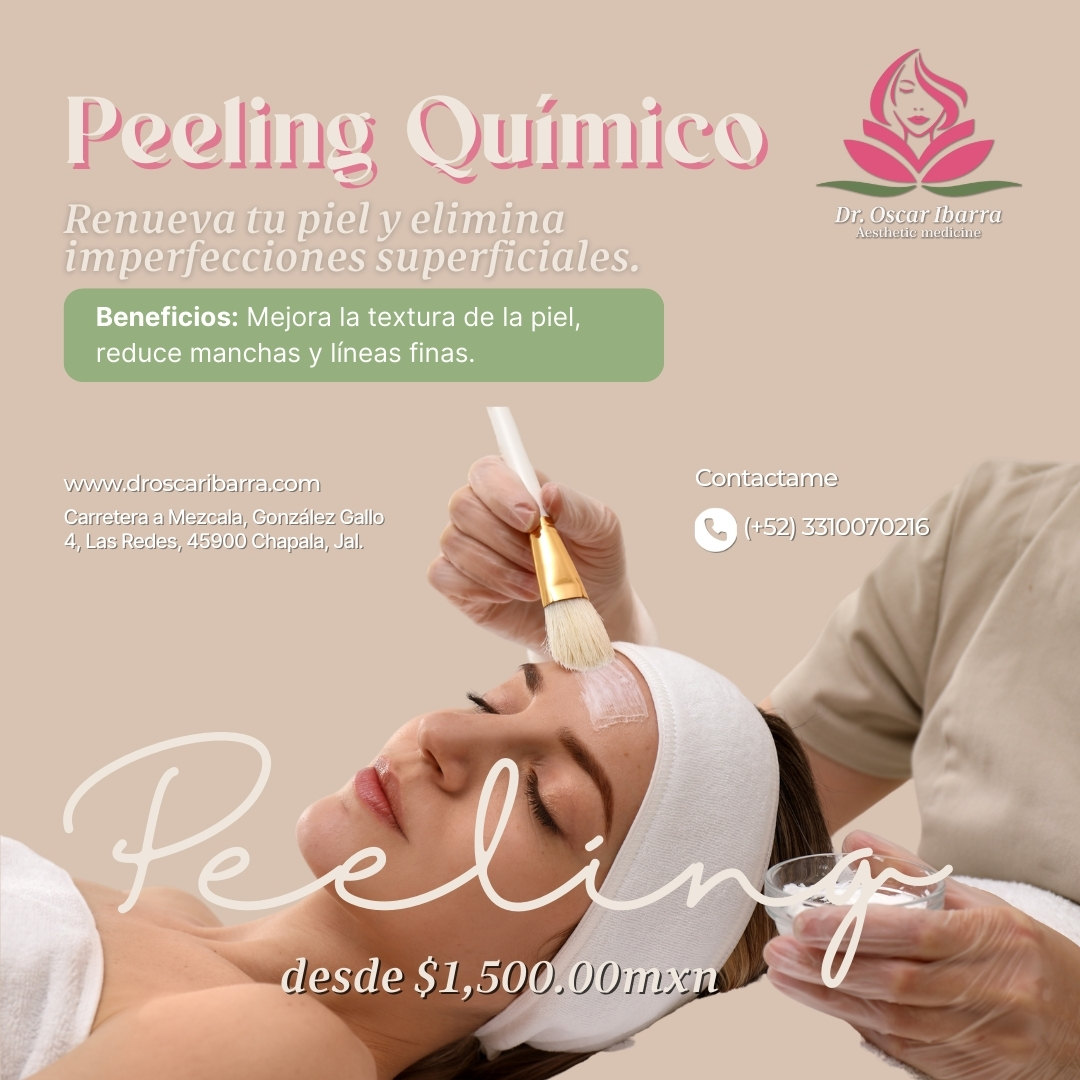 Peeling Químico
Renueva tu piel y elimina
imperfecciones superficiales.
Beneficios: Mejora la textura de la piel,
reduce manchas y líneas finas.
Dr. Oscar Ibarra
Aesthetic medicine
www.droscaribarra.com
Carretera a Mezcala, González Gallo
4, Las Redes, 45900 Chapala, Jal.
Contactame
(+52) 3310070216
Peeling
desde $1,500.00mxn